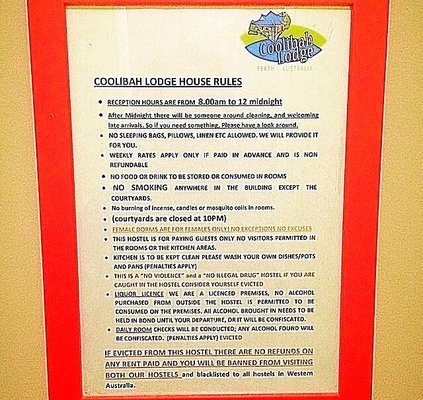 Coolibah
Lodge
PERTH AUSTRALIA
COOLIBAH LODGE HOUSE RULES
• RECEPTION HOURS ARE FROM 8.00am to 12 midnight
• After Midnight there will be someone around cleaning, and welcoming
late arrivals. So if you need something, Please have a look around.
• NO SLEEPING BAGS, PILLOWS, LINEN ETC ALLOWED. WE WILL PROVIDE IT
FOR YOU.
• WEEKLY RATES APPLY ONLY IF PAID IN ADVANCE AND IS NON
REFUNDABLE
• NO FOOD OR DRINK TO BE STORED OR CONSUMED IN ROOMS
• NO SMOKING ANYWHERE IN THE BUILDING EXCEPT THE
COURTYARDS.
• No burning of incense, candles or mosquito coils in rooms.
• (courtyards are closed at 10PM)
• FEMALE DORMS ARE FOR FEMALES ONLY! NO EXCEPTIONS NO EXCUSES
• THIS HOSTEL IS FOR PAYING GUESTS ONLY NO VISITORS PERMITTED IN
THE ROOMS OR THE KITCHEN AREAS.
• KITCHEN IS TO BE KEPT CLEAN PLEASE WASH YOUR OWN DISHES/POTS
AND PANS (PENALTIES APPLY)
• THIS IS A "NO VIOLENCE" and a "NO ILLEGAL DRUG" HOSTEL IF YOU ARE
CAUGHT IN THE HOSTEL CONSIDER YOURSELF EVICTED
• LIQUOR LICENCE WE ARE A LICENCED PREMISES, NO ALCOHOL
PURCHASED FROM OUTSIDE THE HOSTEL IS PERMITTED TO BE
CONSUMED ON THE PREMISES. ALL ALCOHOL BROUGHT IN NEEDS TO BE
HELD IN BOND UNTIL YOUR DEPARTURE, OR IT WILL BE CONFISCATED.
• DAILY ROOM CHECKS WILL BE CONDUCTED; ANY ALCOHOL FOUND WILL
BE CONFISCATED. (PENALTIES APPLY) EVICTED
IF EVICTED FROM THIS HOSTEL THERE ARE NO REFUNDS ON
ANY RENT PAID AND YOU WILL BE BANNED FROM VISITING
BOTH OUR HOSTELS and blacklisted to all hostels in Western
Australia.